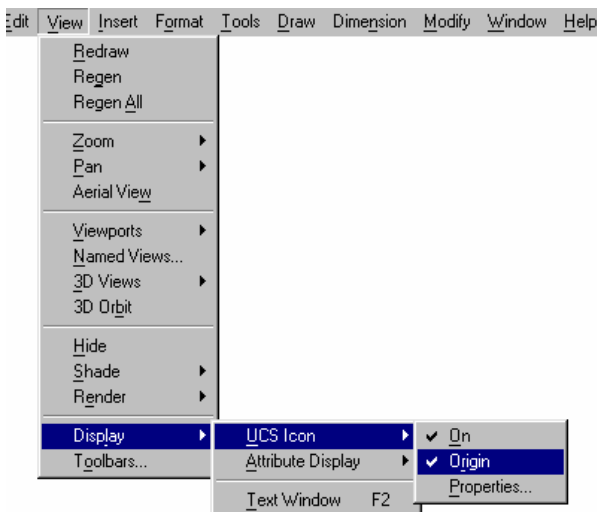 Edit View Insert Format Tools Draw Dimension Modify Window Help
Redraw
Regen
Regen All
Zoom
Pan
Aerial View
Viewports
Named Views...
3D Views
3D Orbit
Hide
Shade
Render
Display UCS Icon On
Toolbars... Attribute Display Origin
Text Window F2 Properties...